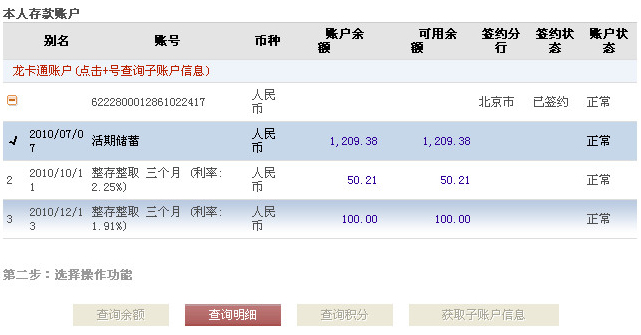 本人存款账户
别名 账号 币种 账户余额 可用余额 签约分行 签约状态 账户状态
龙卡通账户(点击+号查询子账户信息)
6222800012861022417 人民币 北京市 已签约 正常
2010/07/07 活期储蓄 人民币 1,209.38 1,209.38 正常
2 2010/10/11 整存整取 三个月 (利率:2.25%) 人民币 50.21 50.21 正常
3 2010/12/13 整存整取 三个月 (利率:1.91%) 人民币 100.00 100.00 正常
第二步：选择操作功能
查询余额 查询明细 查询积分 获取子账户信息